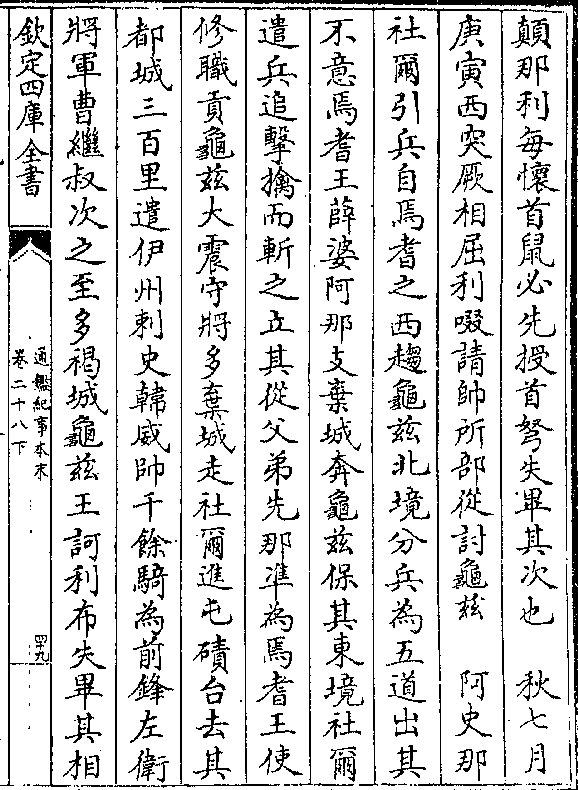 顛那利每懷首鼠必先授首弩失畢其次也　秋七月
庚寅西突厥相屈利啜請帥所部從討龜茲　阿史那
社爾引兵自焉耆之西趨龜茲北境分兵為五道出其
不意焉耆王薛婆阿那支棄城奔龜茲保其東境社爾
遣兵追擊擒而斬之立其從父弟先那準為焉耆王使
修職貢龜茲大震守將多棄城走社爾進屯磧石去其
都城三百里遣伊州刺史韓威帥千餘騎為前鋒左衛
將軍曹繼叔次之至多褐城龜茲王訶利布失畢其相
欽定四庫全書
通鑑紀事本末
卷二十八下
四十九